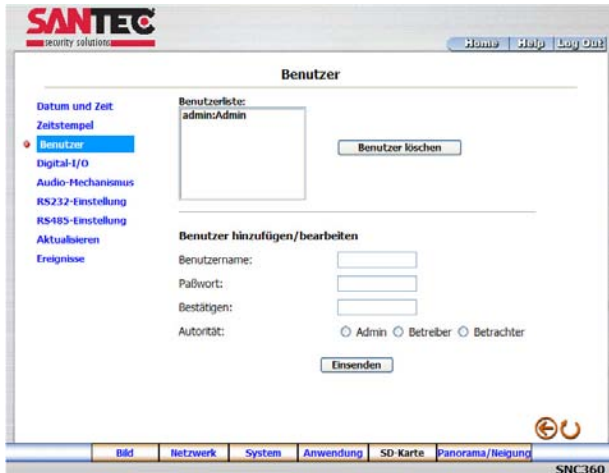 SANTEC
security solutions
Home Help Log Out
Benutzer
Datum und Zeit
Zeitstempel
Benutzer
Digital-I/O
Audio-Mechanismus
RS232-Einstellung
RS485-Einstellung
Aktualisieren
Ereignisse
Benutzerliste:
admin:Admin
Benutzer löschen
Benutzer hinzufügen/bearbeiten
Benutzername:
Paßwort:
Bestätigen:
Autorität: Admin Betreiber Betrachter
Einsenden
Bild Netzwerk System Anwendung SD-Karte Panorama/Neigung
SNC360